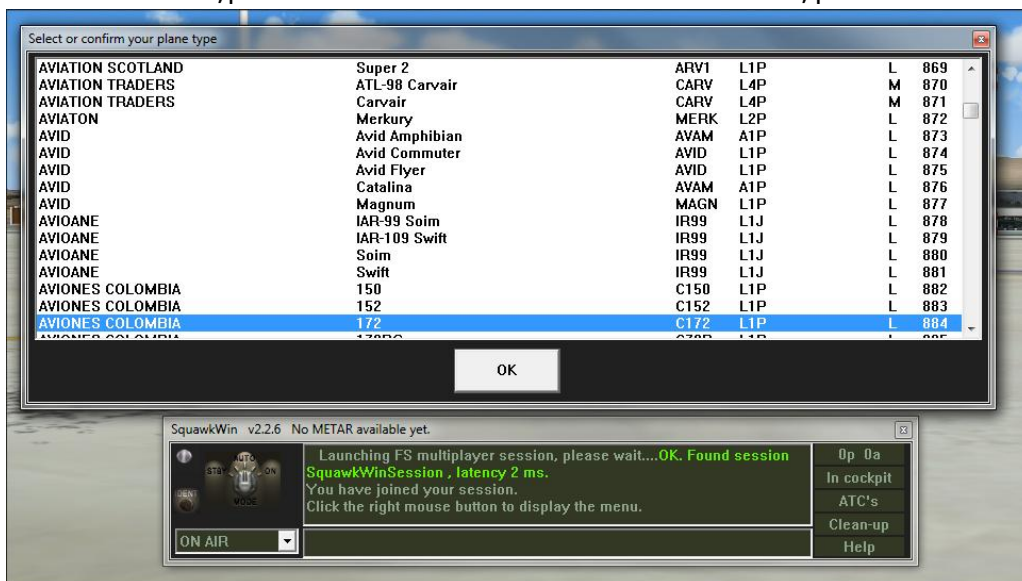 Select or confirm your plane type
AVIATION SCOTLAND Super 2 ARV1 L1P L 869
AVIATION TRADERS ATL-98 Carvair CARV L4P M 870
AVIATION TRADERS Carvair CARV L4P M 871
AVIATON Merkury MERK L2P L 872
AVID Avid Amphibian AVAM A1P L 873
AVID Avid Commuter AVID L1P L 874
AVID Avid Flyer AVID L1P L 875
AVID Catalina AVAM A1P L 876
AVID Magnum MAGN L1P L 877
AVIOANE IAR-99 Soim IR99 L1J L 878
AVIOANE IAR-109 Swift IR99 L1J L 879
AVIOANE Soim IR99 L1J L 880
AVIOANE Swift IR99 L1J L 881
AVIONES COLOMBIA 150 C150 L1P L 882
AVIONES COLOMBIA 152 C152 L1P L 883
AVIONES COLOMBIA 172 C172 L1P L 884
OK
SquawkWin v2.2.6 No METAR available yet.
STBY AUTO ON
IDENT
MODE
ON AIR
Launching FS multiplayer session, please wait....OK. Found session
SquawkWinSession , latency 2 ms.
You have joined your session.
Click the right mouse button to display the menu.
0p 0a
In cockpit
ATC's
Clean-up
Help